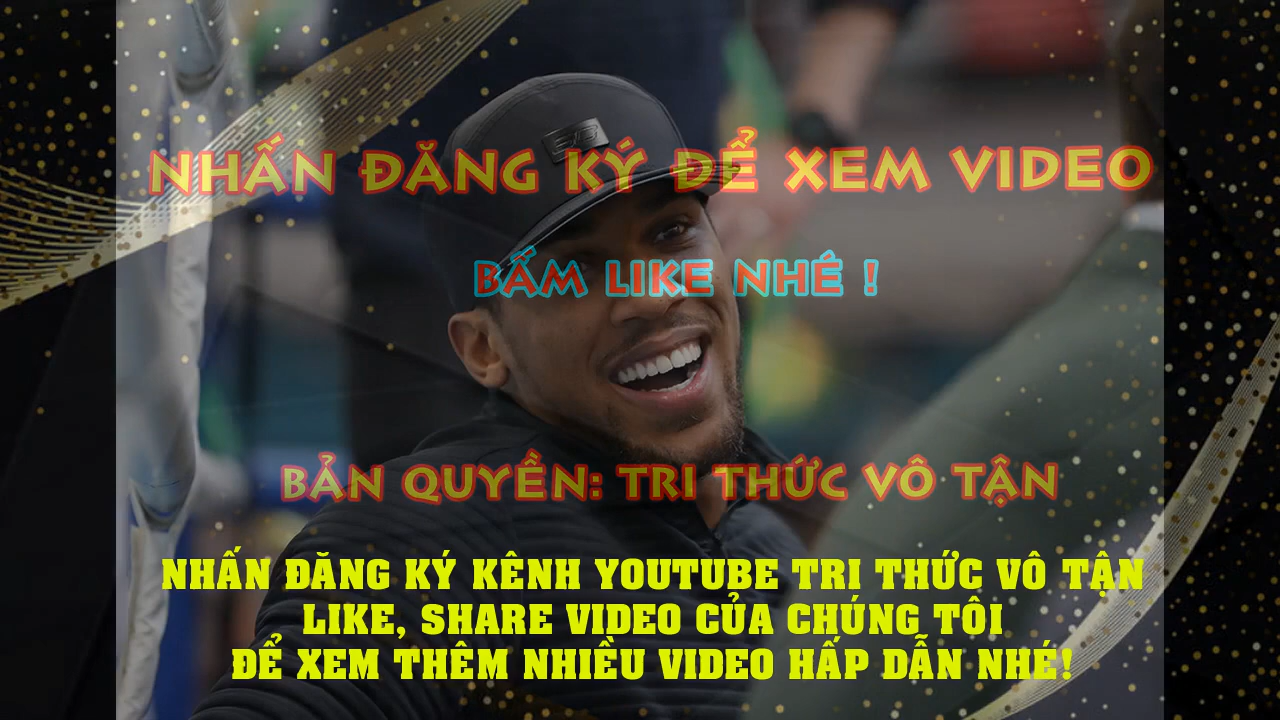 NHẤN ĐĂNG KÝ ĐỂ XEM VIDEO
BẤM LIKE NHÉ !
BẢN QUYỀN: TRI THỨC VÔ TẬN
NHẤN ĐĂNG KÝ KÊNH YOUTUBE TRI THỨC VÔ TẬN
LIKE, SHARE VIDEO CỦA CHÚNG TÔI
ĐỂ XEM THÊM NHIỀU VIDEO HẤP DẪN NHÉ!